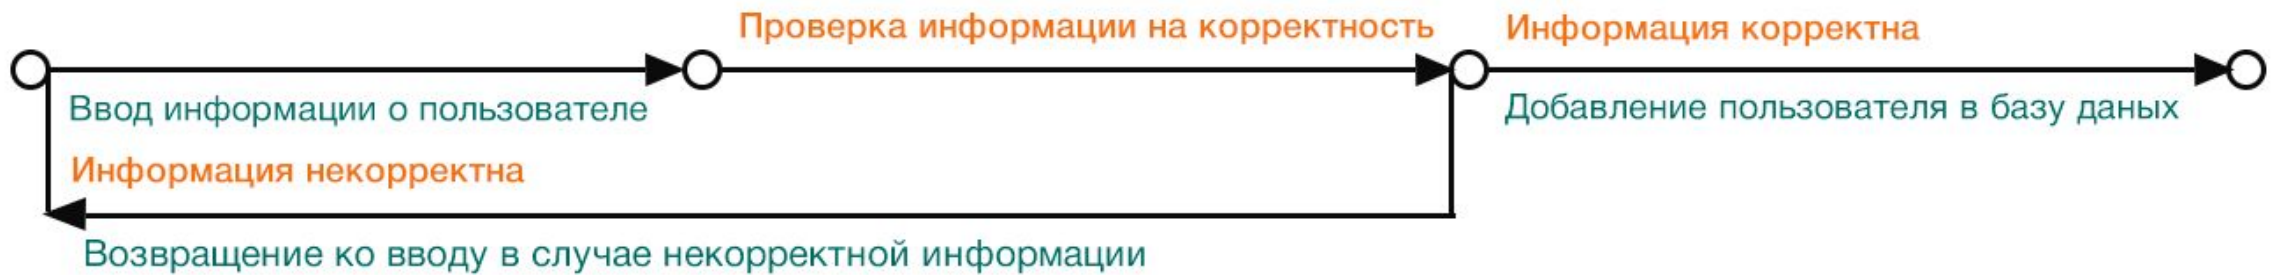 Проверка информации на корректность
Информация корректна
Ввод информации о пользователе
Добавление пользователя в базу даных
Информация некорректна
Возвращение ко вводу в случае некорректной информации